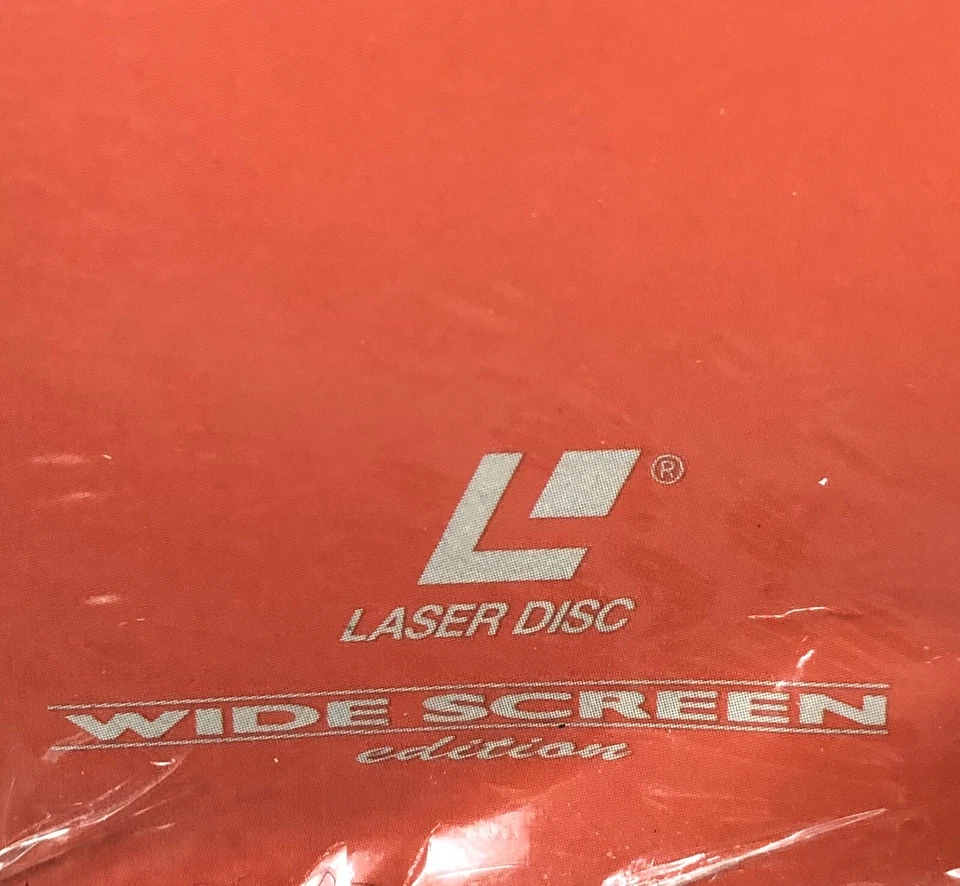 ®
LASER DISC
WIDE SCREEN
edition